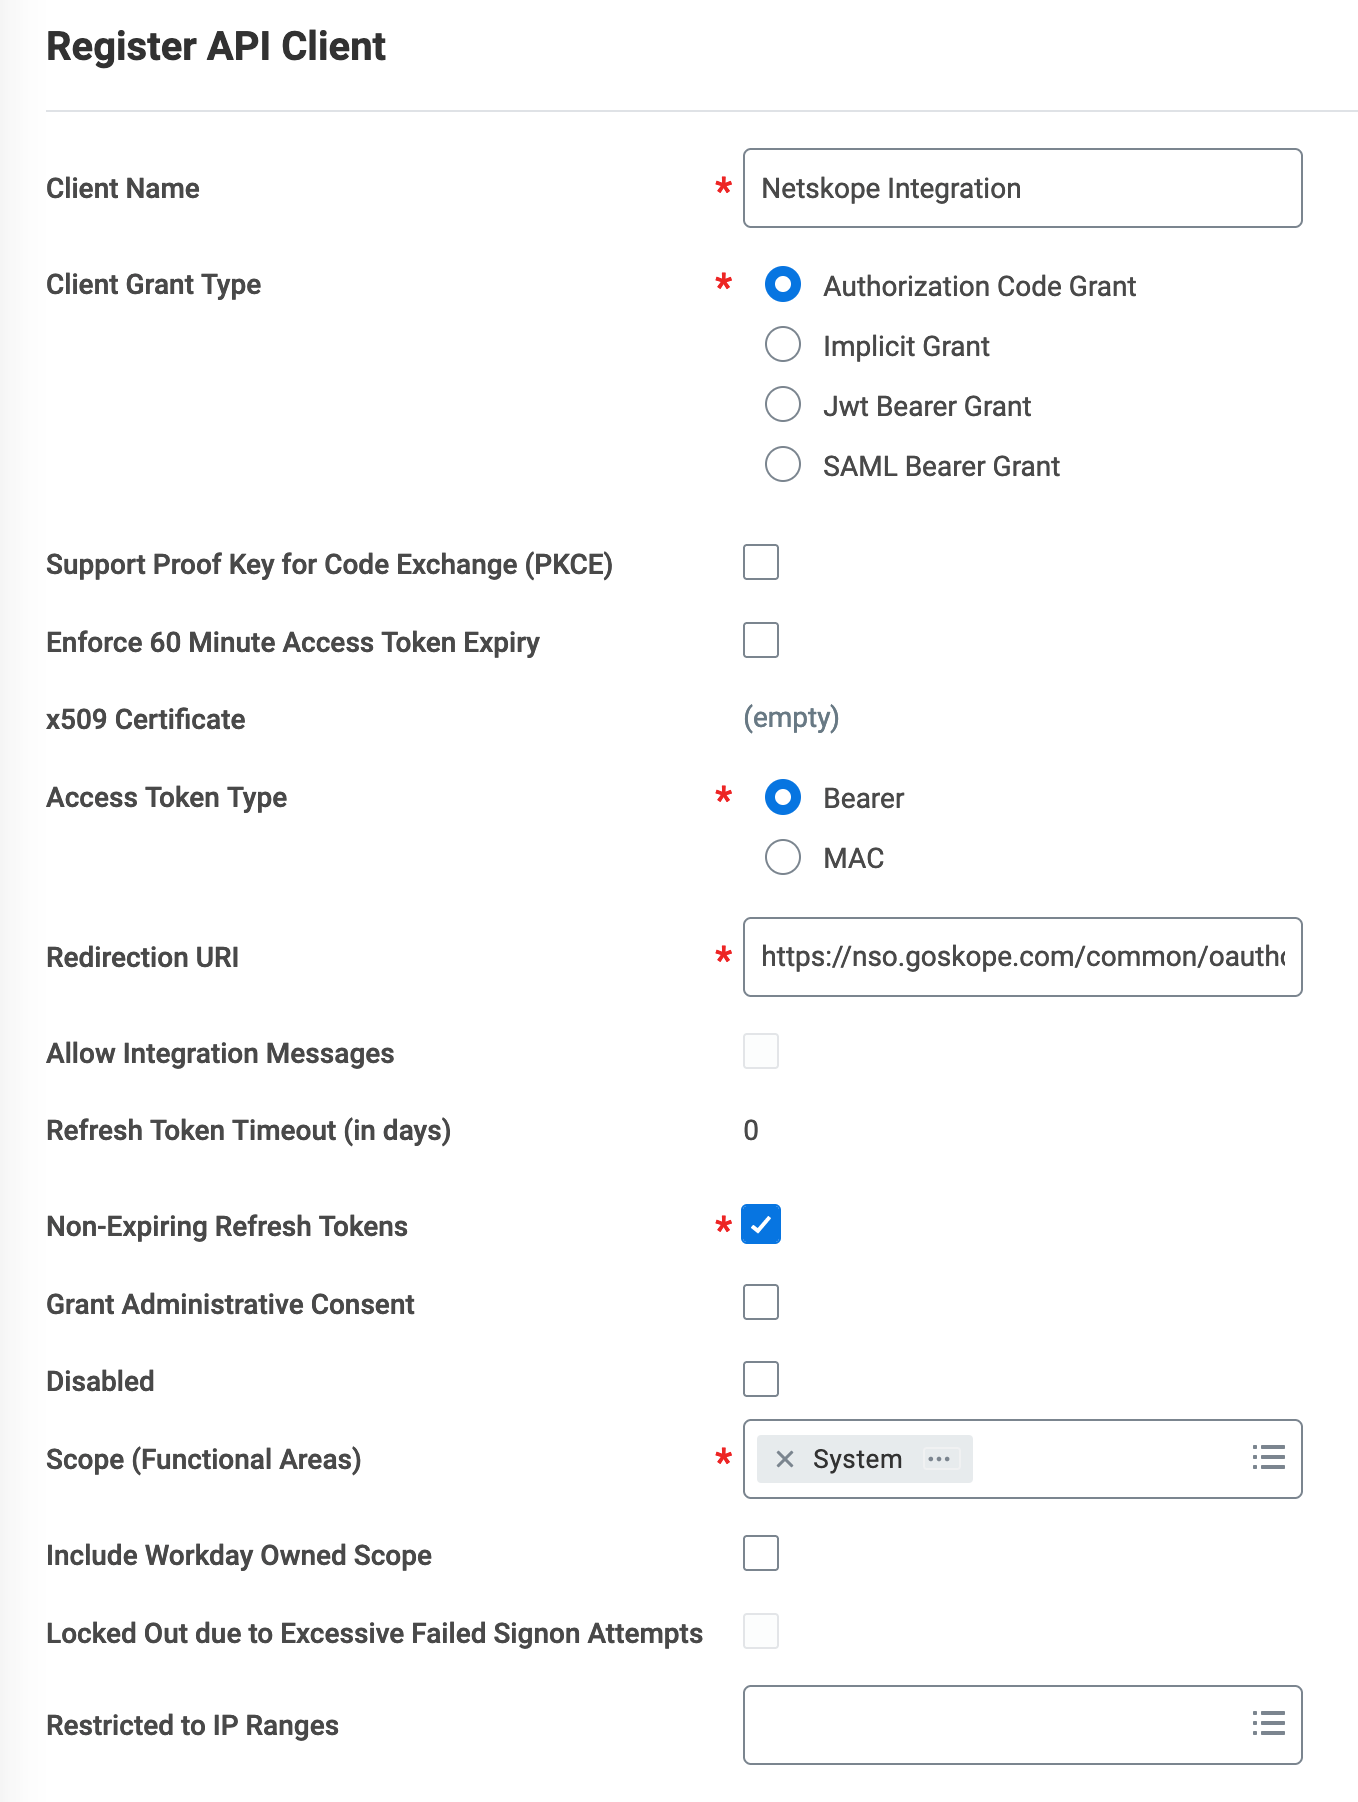 Register API Client
Client Name * Netskope Integration
Client Grant Type * Authorization Code Grant
Implicit Grant
Jwt Bearer Grant
SAML Bearer Grant
Support Proof Key for Code Exchange (PKCE)
Enforce 60 Minute Access Token Expiry
x509 Certificate (empty)
Access Token Type * Bearer
MAC
Redirection URI * https://nso.goskope.com/common/oauth
Allow Integration Messages
Refresh Token Timeout (in days) 0
Non-Expiring Refresh Tokens *
Grant Administrative Consent
Disabled
Scope (Functional Areas) * System
Include Workday Owned Scope
Locked Out due to Excessive Failed Signon Attempts
Restricted to IP Ranges